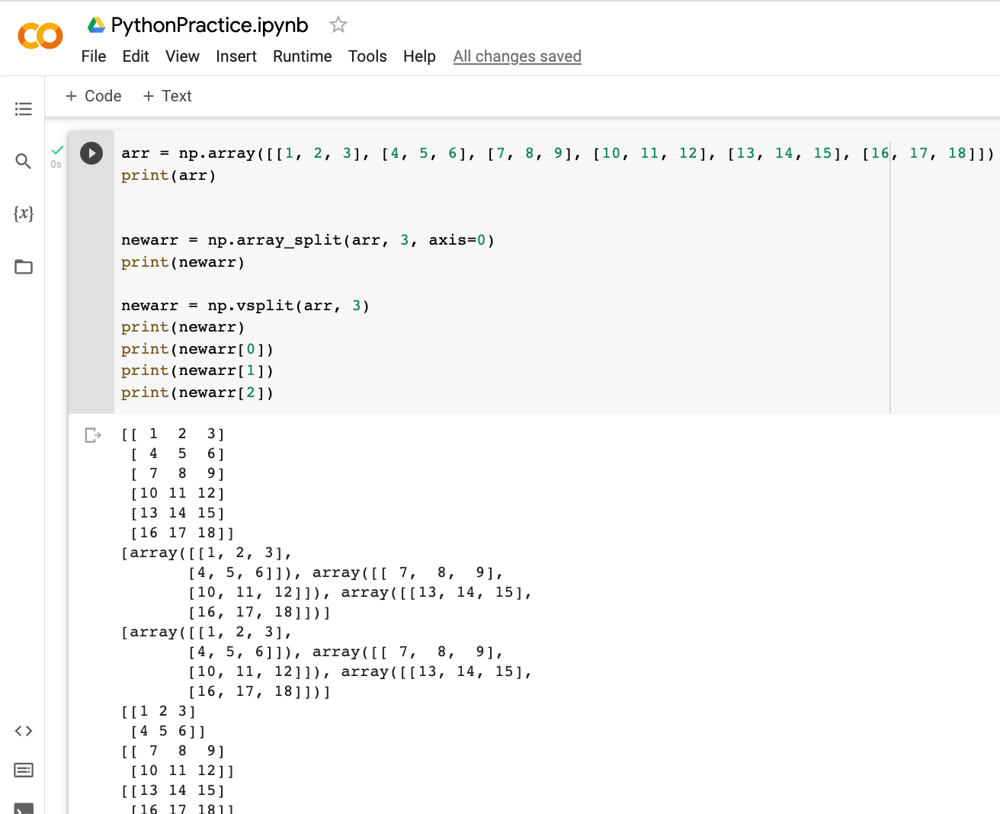 PythonPractice.ipynb
File Edit View Insert Runtime Tools Help All changes saved
+ Code + Text
{x}
0s
arr = np.array([[1, 2, 3], [4, 5, 6], [7, 8, 9], [10, 11, 12], [13, 14, 15], [16, 17, 18]])
print(arr)
newarr = np.array_split(arr, 3, axis=0)
print(newarr)
newarr = np.vsplit(arr, 3)
print(newarr)
print(newarr[0])
print(newarr[1])
print(newarr[2])
[[ 1  2  3]
 [ 4  5  6]
 [ 7  8  9]
 [10 11 12]
 [13 14 15]
 [16 17 18]]
[array([[1, 2, 3],
       [4, 5, 6]]), array([[ 7,  8,  9],
       [10, 11, 12]]), array([[13, 14, 15],
       [16, 17, 18]])]
[array([[1, 2, 3],
       [4, 5, 6]]), array([[ 7,  8,  9],
       [10, 11, 12]]), array([[13, 14, 15],
       [16, 17, 18]])]
[[1 2 3]
 [4 5 6]]
[[ 7  8  9]
 [10 11 12]]
[[13 14 15]
 [16 17 18]]